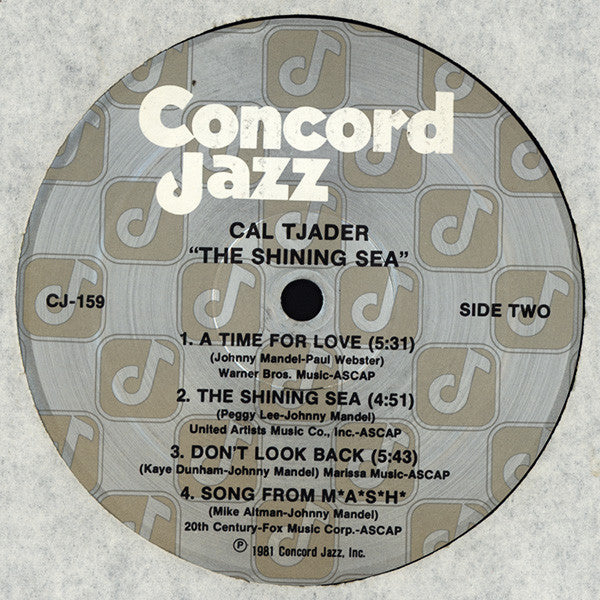 Concord
Jazz
CAL TJADER
"THE SHINING SEA"
CJ-159
SIDE TWO
1. A TIME FOR LOVE (5:31)
(Johnny Mandel-Paul Webster)
Warner Bros. Music-ASCAP
2. THE SHINING SEA (4:51)
(Peggy Lee-Johnny Mandel)
United Artists Music Co., Inc.-ASCAP
3. DON'T LOOK BACK (5:43)
(Kaye Dunham-Johnny Mandel) Marissa Music-ASCAP
4. SONG FROM M*A*S*H*
(Mike Altman-Johnny Mandel)
20th Century-Fox Music Corp.-ASCAP
℗ 1981 Concord Jazz, Inc.